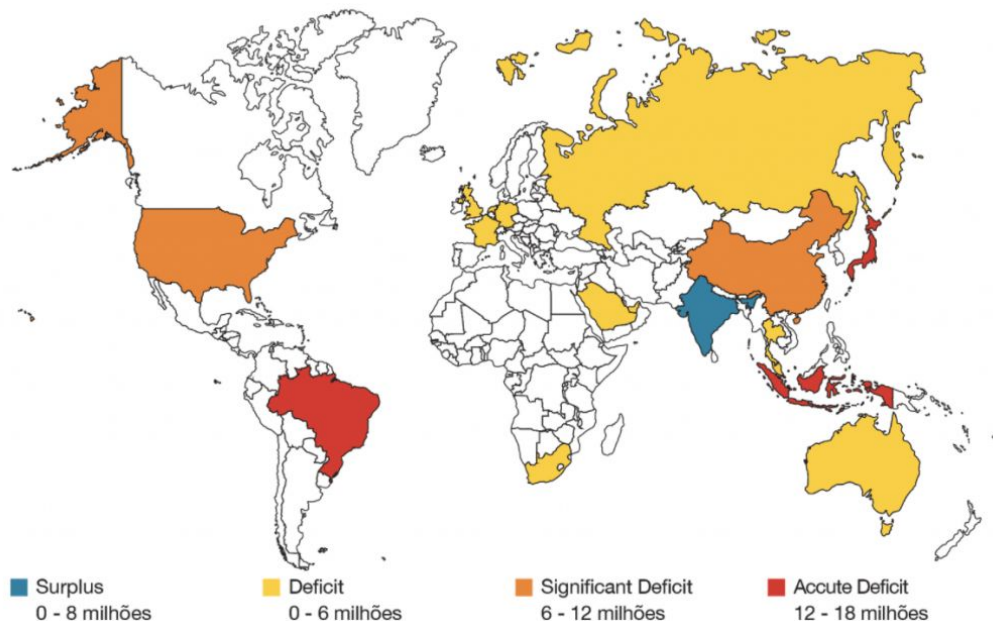 Surplus
0 - 8 milhões
Deficit
0 - 6 milhões
Significant Deficit
6 - 12 milhões
Accute Deficit
12 - 18 milhões